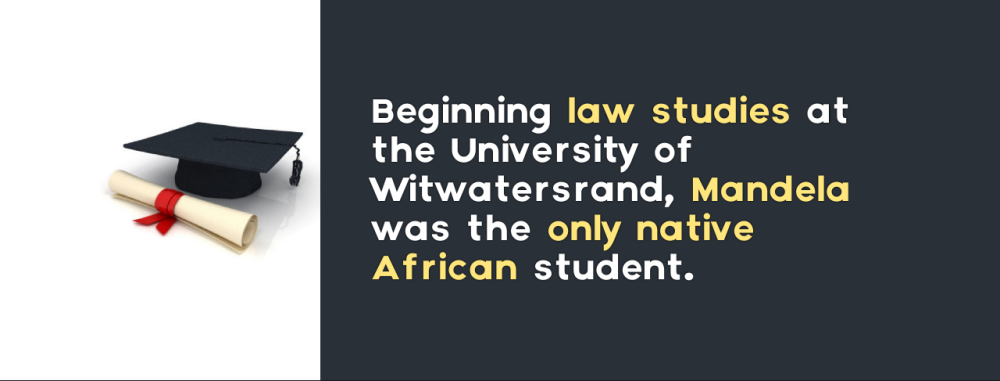 Beginning law studies at
the University of
Witwatersrand, Mandela
was the only native
African student.